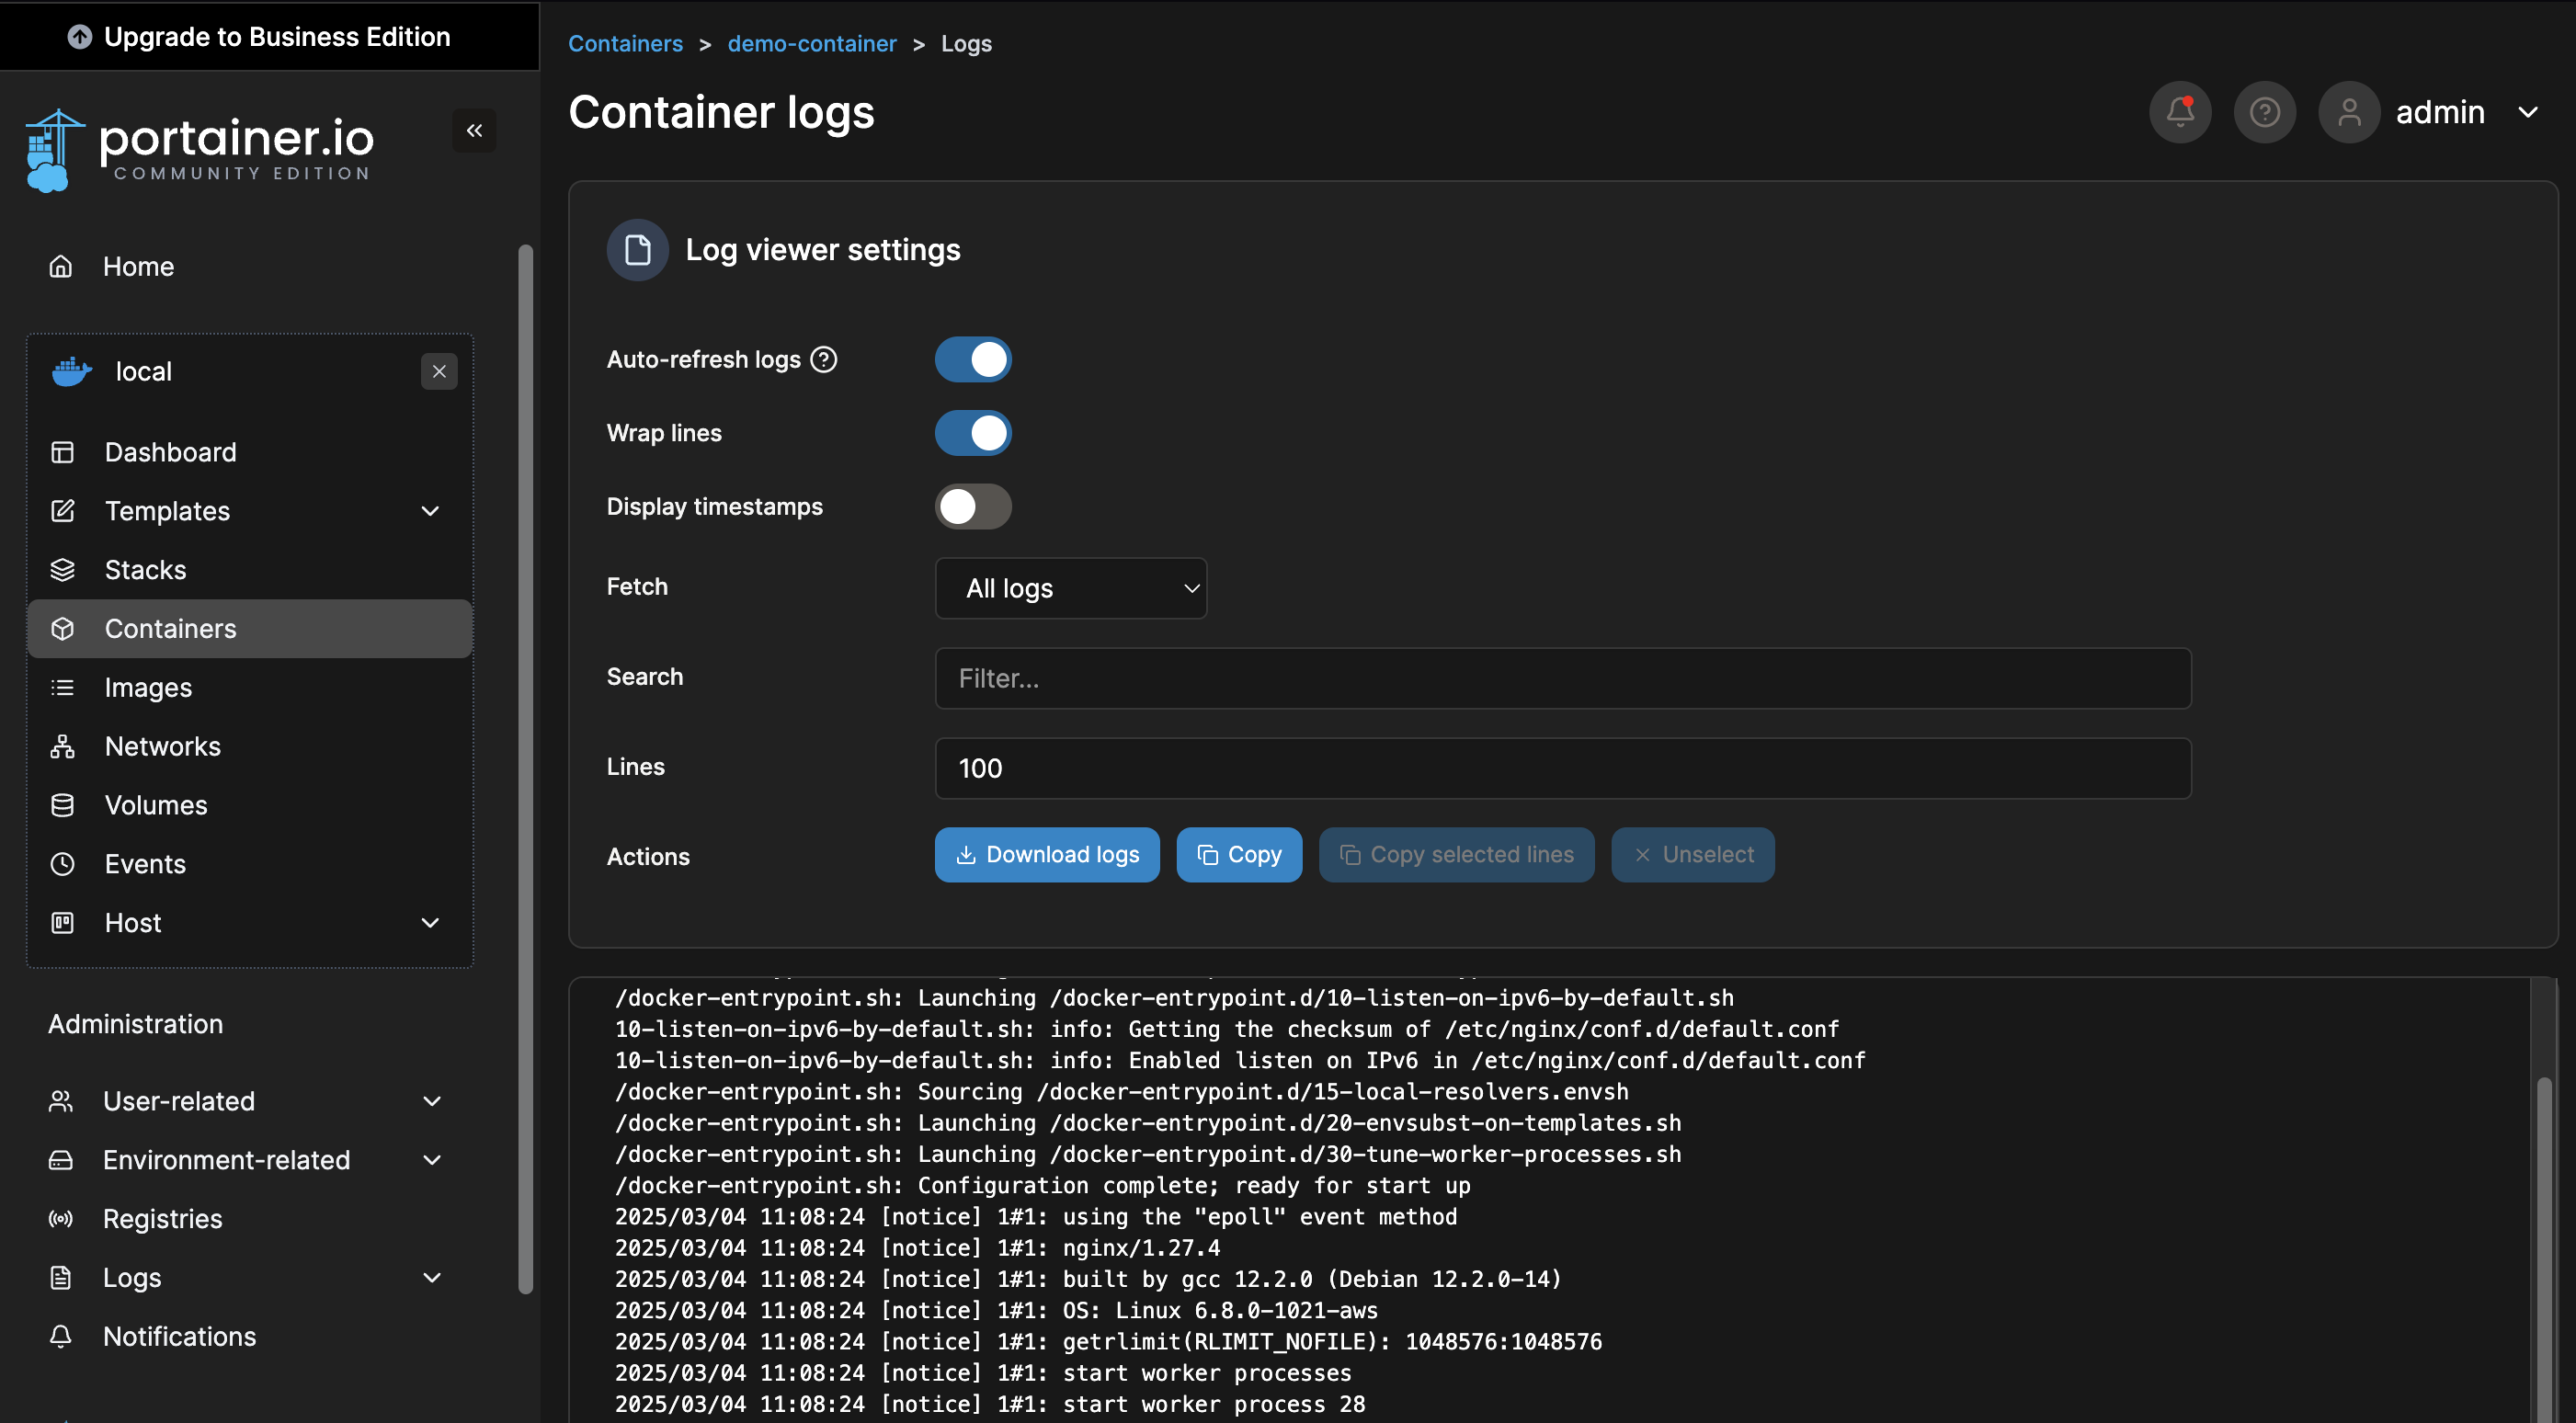 Upgrade to Business Edition
portainer.io
COMMUNITY EDITION
Home
local
Dashboard
Templates
Stacks
Containers
Images
Networks
Volumes
Events
Host
Administration
User-related
Environment-related
Registries
Logs
Notifications
Containers > demo-container > Logs
Container logs
admin
Log viewer settings
Auto-refresh logs
Wrap lines
Display timestamps
Fetch All logs
Search Filter...
Lines 100
Actions Download logs Copy Copy selected lines Unselect
/docker-entrypoint.sh: Launching /docker-entrypoint.d/10-listen-on-ipv6-by-default.sh
10-listen-on-ipv6-by-default.sh: info: Getting the checksum of /etc/nginx/conf.d/default.conf
10-listen-on-ipv6-by-default.sh: info: Enabled listen on IPv6 in /etc/nginx/conf.d/default.conf
/docker-entrypoint.sh: Sourcing /docker-entrypoint.d/15-local-resolvers.envsh
/docker-entrypoint.sh: Launching /docker-entrypoint.d/20-envsubst-on-templates.sh
/docker-entrypoint.sh: Launching /docker-entrypoint.d/30-tune-worker-processes.sh
/docker-entrypoint.sh: Configuration complete; ready for start up
2025/03/04 11:08:24 [notice] 1#1: using the "epoll" event method
2025/03/04 11:08:24 [notice] 1#1: nginx/1.27.4
2025/03/04 11:08:24 [notice] 1#1: built by gcc 12.2.0 (Debian 12.2.0-14)
2025/03/04 11:08:24 [notice] 1#1: OS: Linux 6.8.0-1021-aws
2025/03/04 11:08:24 [notice] 1#1: getrlimit(RLIMIT_NOFILE): 1048576:1048576
2025/03/04 11:08:24 [notice] 1#1: start worker processes
2025/03/04 11:08:24 [notice] 1#1: start worker process 28